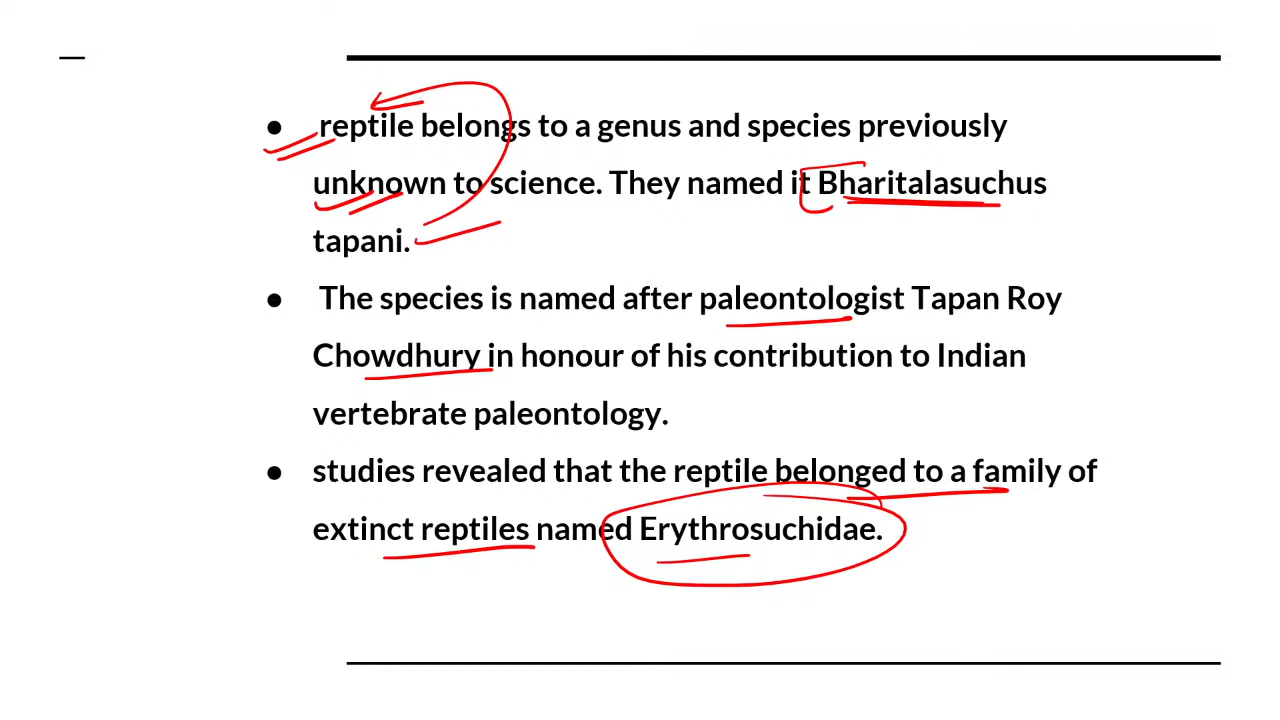 ● reptile belongs to a genus and species previously
unknown to science. They named it Bharitalasuchus
tapani.
● The species is named after paleontologist Tapan Roy
Chowdhury in honour of his contribution to Indian
vertebrate paleontology.
● studies revealed that the reptile belonged to a family of
extinct reptiles named Erythrosuchidae.